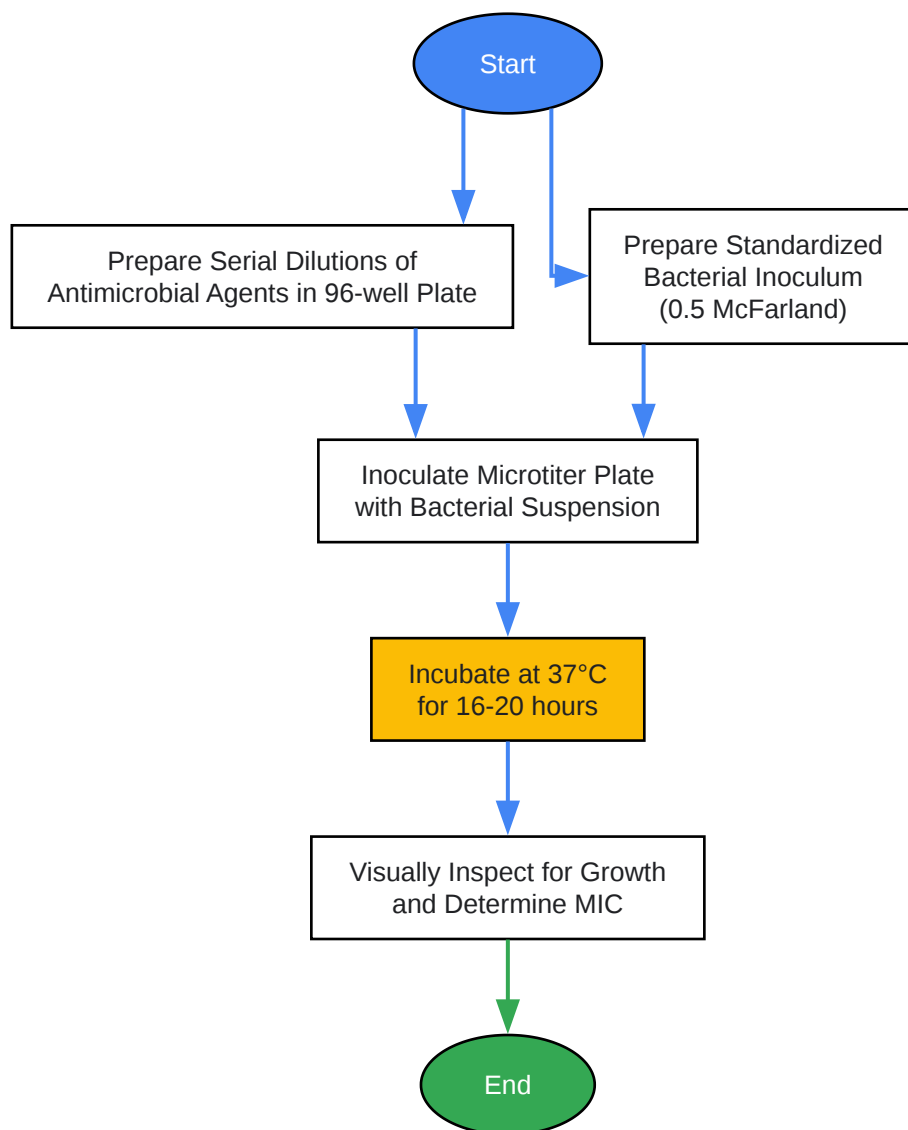 Start
Prepare Serial Dilutions of
Antimicrobial Agents in 96-well Plate
Prepare Standardized
Bacterial Inoculum
(0.5 McFarland)
Inoculate Microtiter Plate
with Bacterial Suspension
Incubate at 37°C
for 16-20 hours
Visually Inspect for Growth
and Determine MIC
End